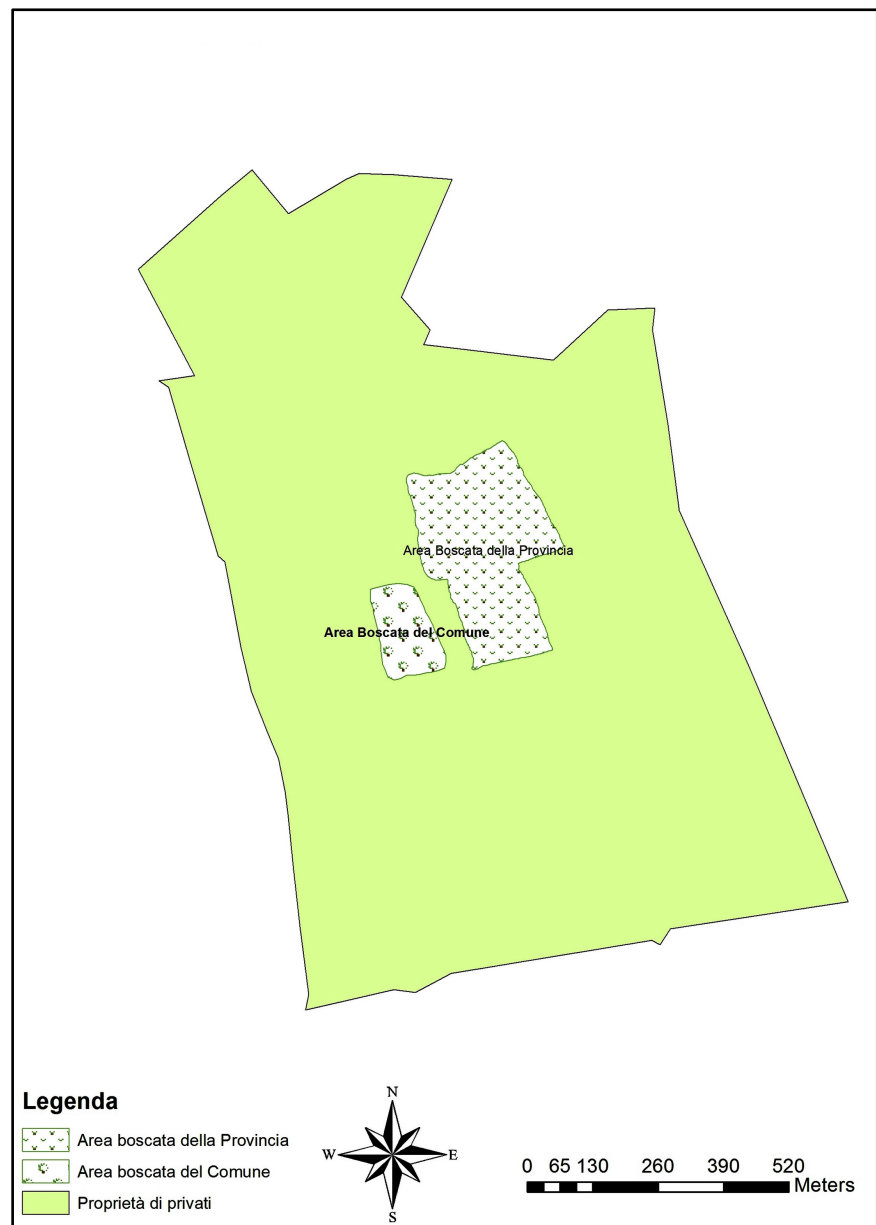 Area Boscata della Provincia
Area Boscata del Comune
Legenda
Area boscata della Provincia
Area boscata del Comune
Proprietà di privati
N
W
E
S
0 65 130 260 390 520
Meters